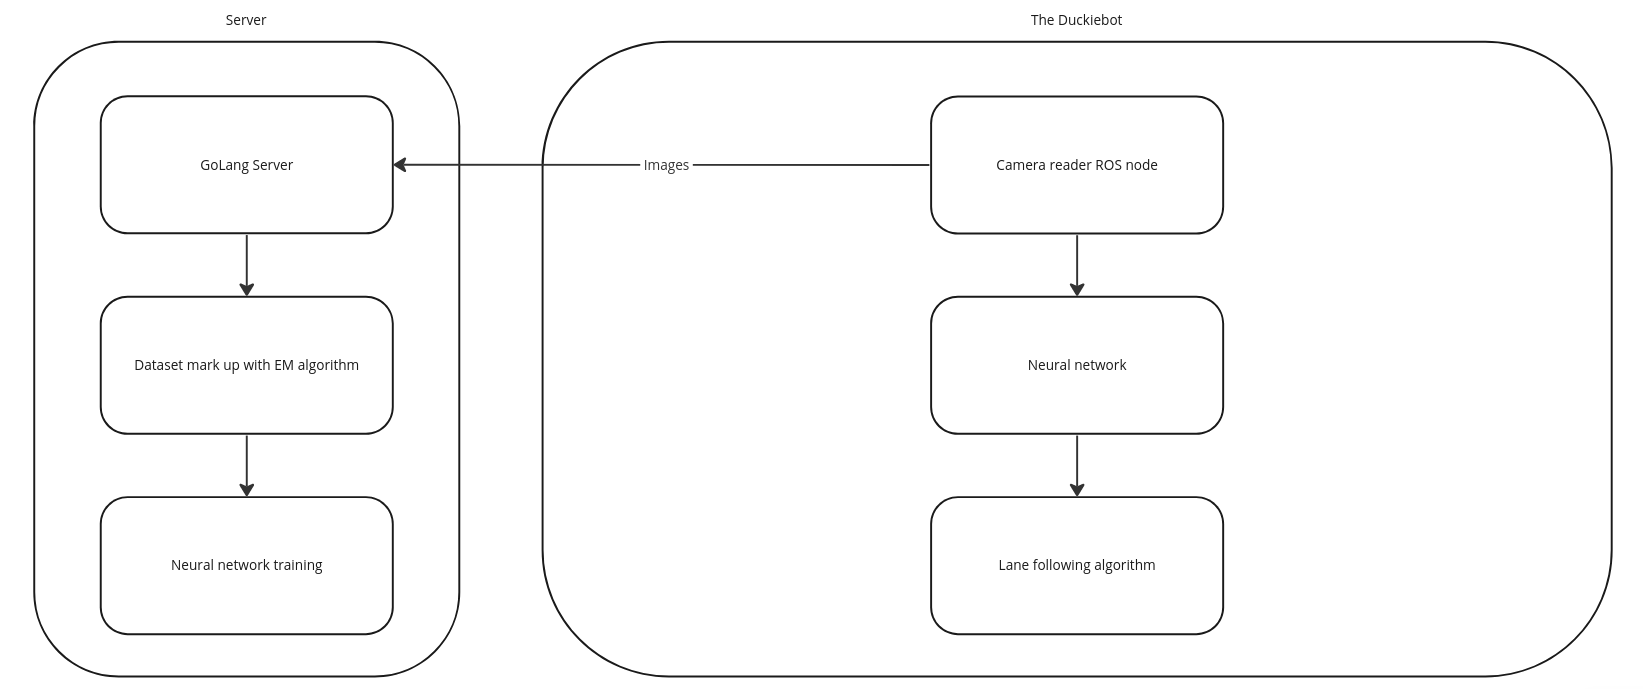 Server
The Duckiebot
GoLang Server
Images
Camera reader ROS node
Dataset mark up with EM algorithm
Neural network
Neural network training
Lane following algorithm